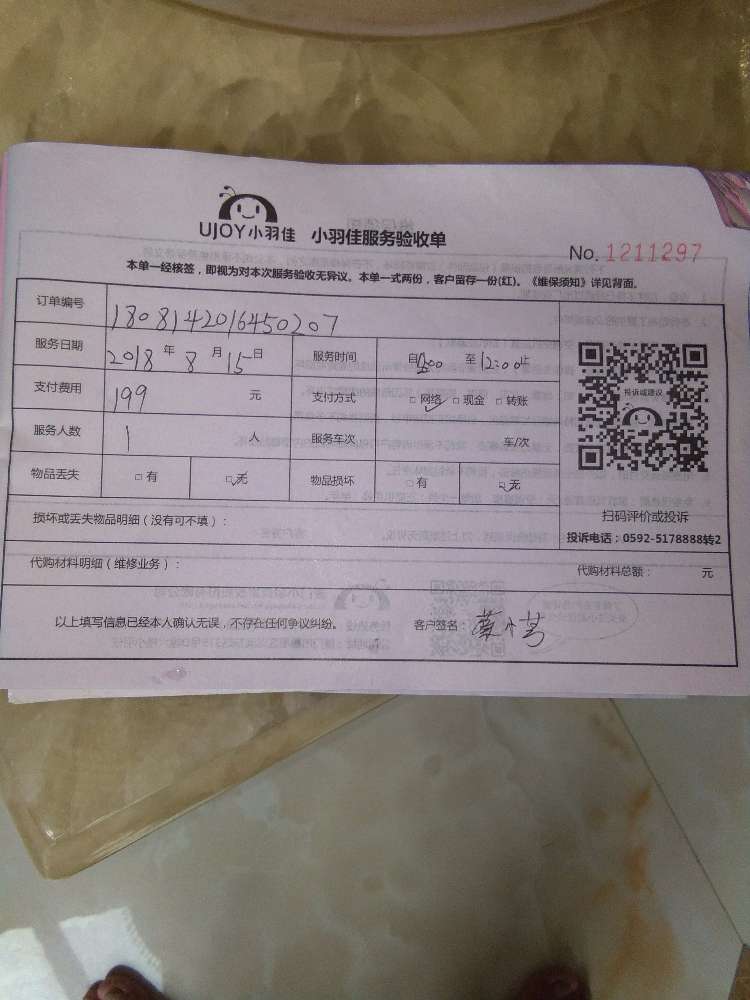 UJOY小羽佳 小羽佳服务验收单
No. 1211297
本单一经核签，即视为对本次服务验收无异议。本单一式两份，客户留存一份(红)。《维保须知》详见背面。
订单编号 1808142016450207
服务日期 2018 年 8 月 15 日 服务时间 自 至 12:00止
支付费用 199 元 支付方式 □网络 □现金 □转账
服务人数 1 人 服务车次 车/次
物品丢失 □有 □无 物品损坏 □有 □无
投诉或建议
扫码评价或投诉
投诉电话：0592-5178888转2
损坏或丢失物品明细（没有可不填）：
代购材料明细（维修业务）： 代购材料总额： 元
以上填写信息已经本人确认无误，不存在任何争议纠纷。 客户签名：